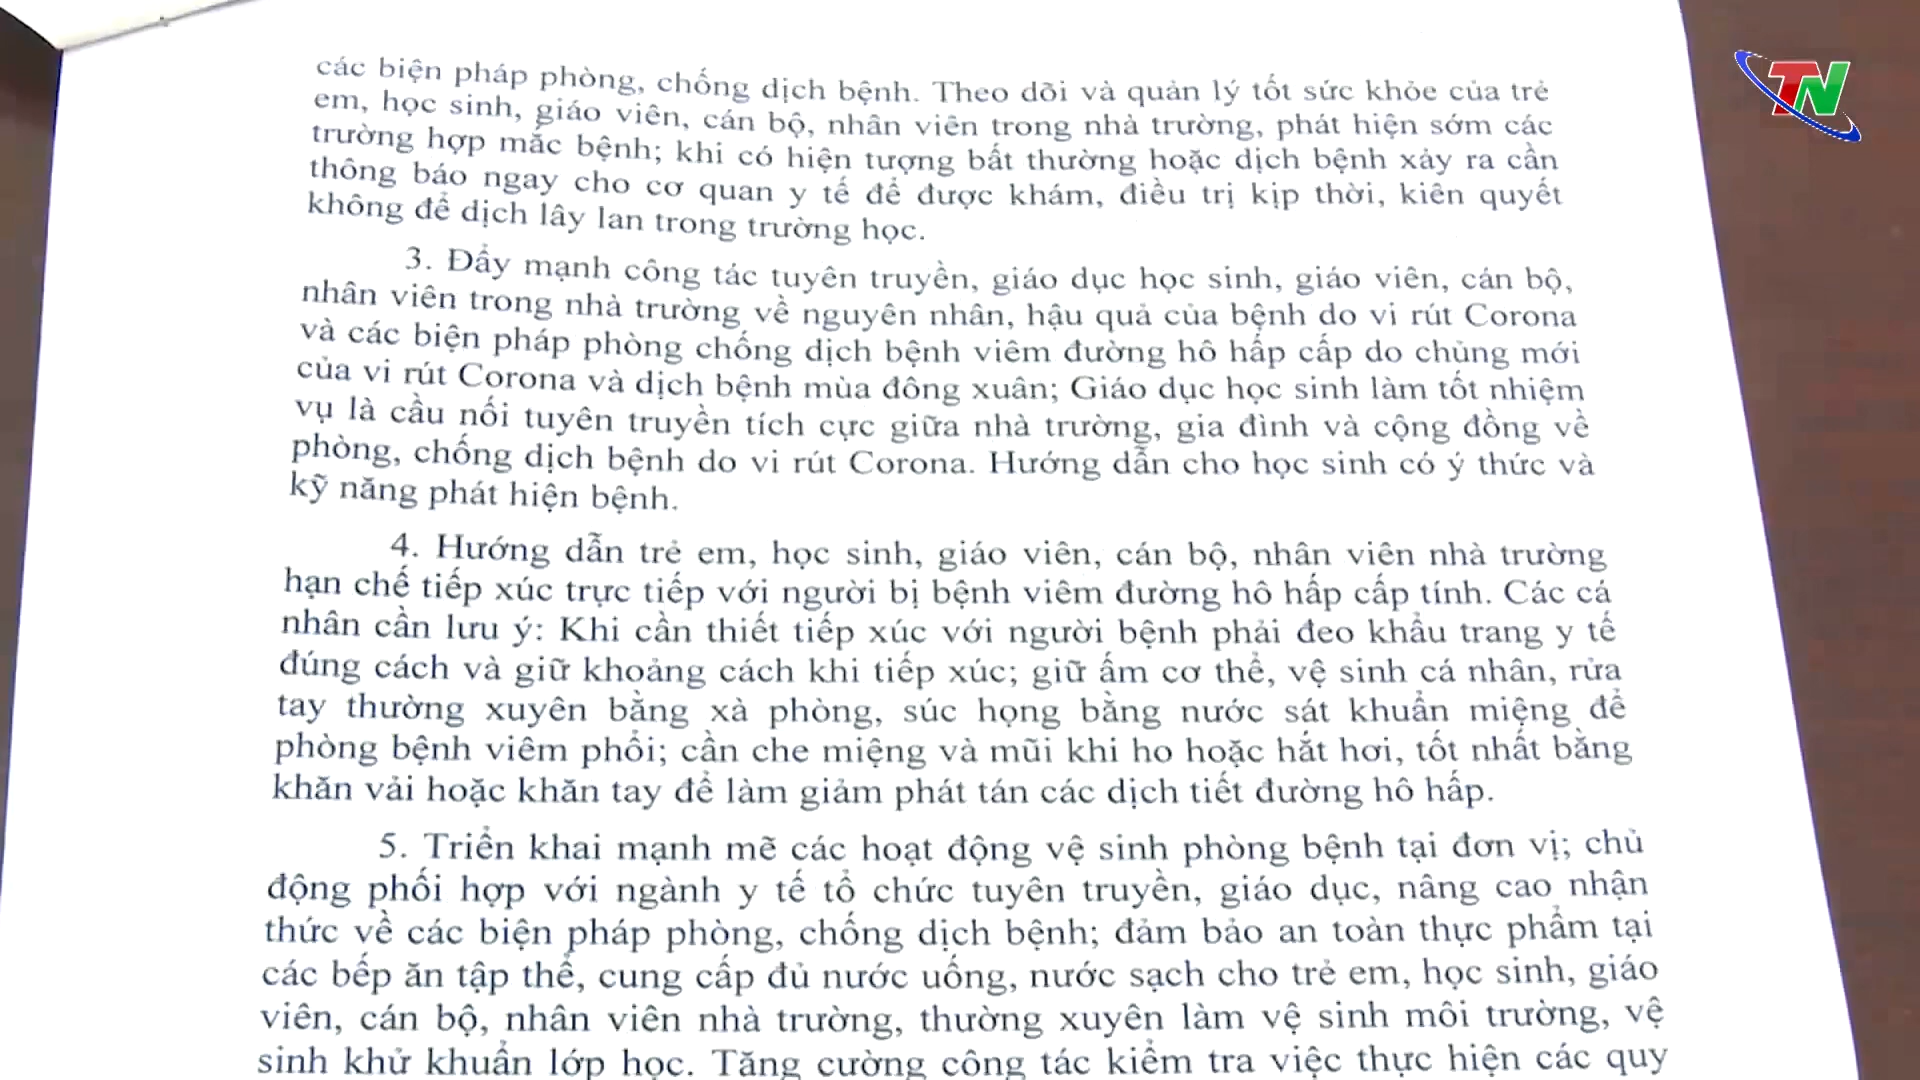 các biện pháp phòng, chống dịch bệnh. Theo dõi và quản lý tốt sức khỏe của trẻ
em, học sinh, giáo viên, cán bộ, nhân viên trong nhà trường, phát hiện sớm các
trường hợp mắc bệnh; khi có hiện tượng bất thường hoặc dịch bệnh xảy ra cần
thông báo ngay cho cơ quan y tế để được khám, điều trị kịp thời, kiên quyết
không để dịch lây lan trong trường học.
3. Đẩy mạnh công tác tuyên truyền, giáo dục học sinh, giáo viên, cán bộ,
nhân viên trong nhà trường về nguyên nhân, hậu quả của bệnh do vi rút Corona
và các biện pháp phòng chống dịch bệnh viêm đường hô hấp cấp do chủng mới
của vi rút Corona và dịch bệnh mùa đông xuân; Giáo dục học sinh làm tốt nhiệm
vụ là cầu nối tuyên truyền tích cực giữa nhà trường, gia đình và cộng đồng về
phòng, chống dịch bệnh do vi rút Corona. Hướng dẫn cho học sinh có ý thức và
kỹ năng phát hiện bệnh.
4. Hướng dẫn trẻ em, học sinh, giáo viên, cán bộ, nhân viên nhà trường
hạn chế tiếp xúc trực tiếp với người bị bệnh viêm đường hô hấp cấp tính. Các cá
nhân cần lưu ý: Khi cần thiết tiếp xúc với người bệnh phải đeo khẩu trang y tế
đúng cách và giữ khoảng cách khi tiếp xúc; giữ ấm cơ thể, vệ sinh cá nhân, rửa
tay thường xuyên bằng xà phòng, súc họng bằng nước sát khuẩn miệng để
phòng bệnh viêm phổi; cần che miệng và mũi khi ho hoặc hắt hơi, tốt nhất bằng
khăn vải hoặc khăn tay để làm giảm phát tán các dịch tiết đường hô hấp.
5. Triển khai mạnh mẽ các hoạt động vệ sinh phòng bệnh tại đơn vị; chủ
động phối hợp với ngành y tế tổ chức tuyên truyền, giáo dục, nâng cao nhận
thức về các biện pháp phòng, chống dịch bệnh; đảm bảo an toàn thực phẩm tại
các bếp ăn tập thể, cung cấp đủ nước uống, nước sạch cho trẻ em, học sinh, giáo
viên, cán bộ, nhân viên nhà trường, thường xuyên làm vệ sinh môi trường, vệ
sinh khử khuẩn lớp học. Tăng cường công tác kiểm tra việc thực hiện các quy
TN